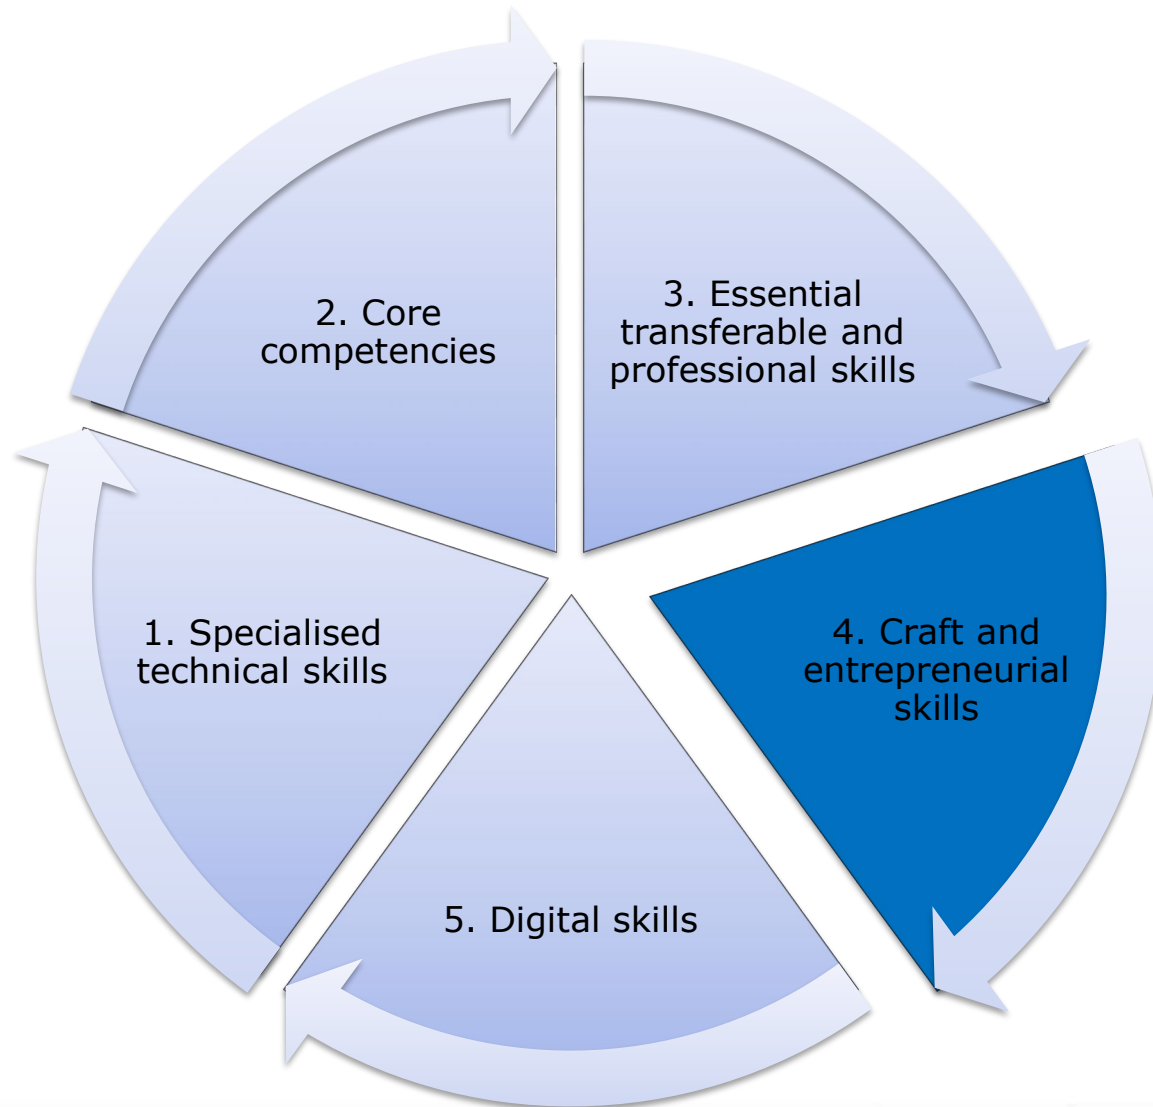 1. Specialised
technical skills
2. Core
competencies
3. Essential
transferable and
professional skills
4. Craft and
entrepreneurial
skills
5. Digital skills